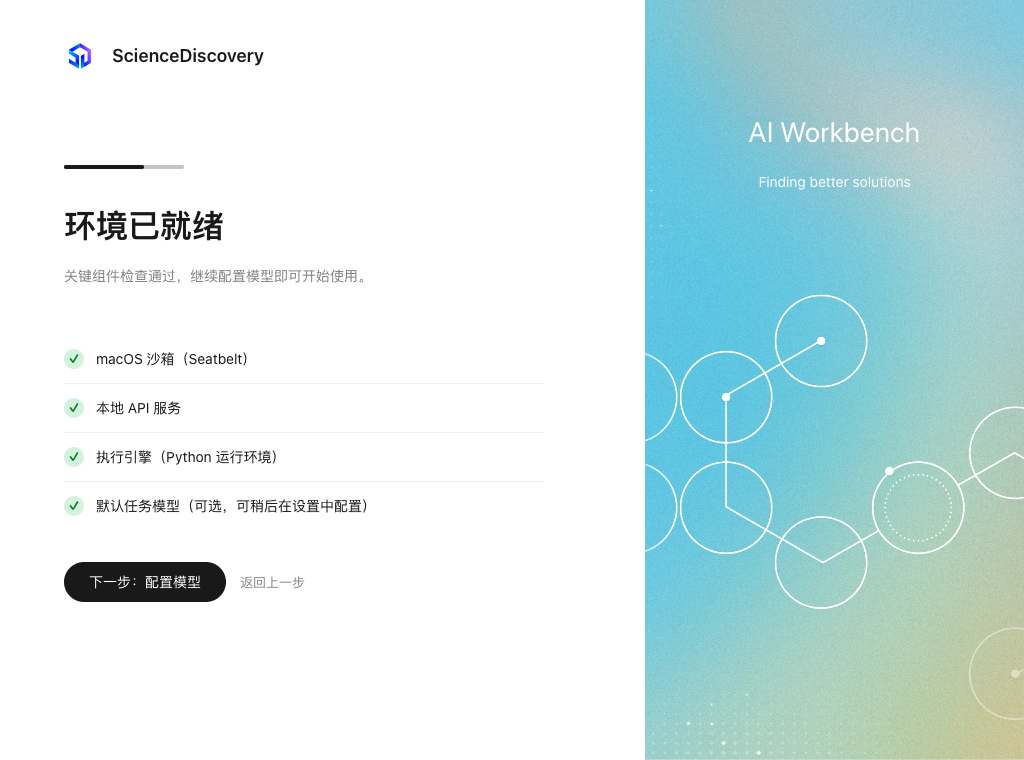 ScienceDiscovery
环境已就绪
关键组件检查通过，继续配置模型即可开始使用。
macOS 沙箱（Seatbelt）
本地 API 服务
执行引擎（Python 运行环境）
默认任务模型（可选，可稍后在设置中配置）
下一步：配置模型
返回上一步
AI Workbench
Finding better solutions